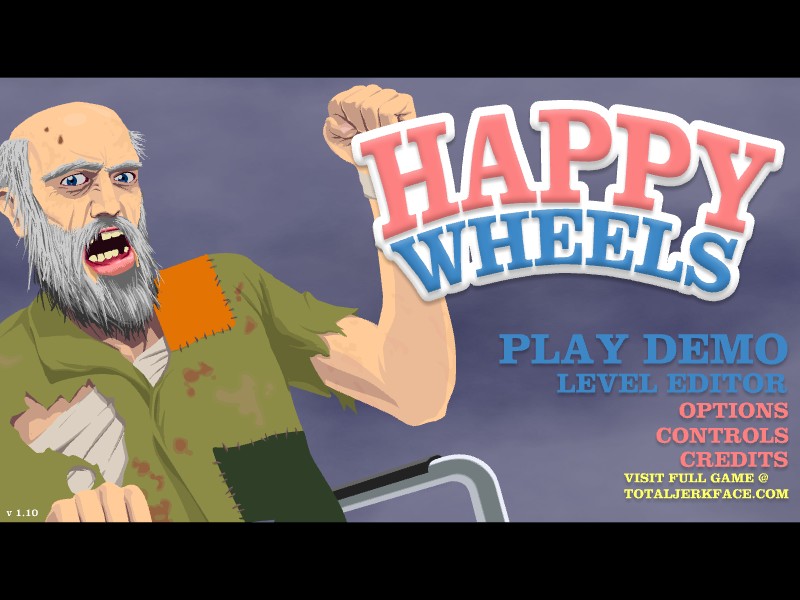 HAPPY
WHEELS
PLAY DEMO
LEVEL EDITOR
OPTIONS
CONTROLS
CREDITS
VISIT FULL GAME @
TOTALJERKFACE.COM
v 1.10